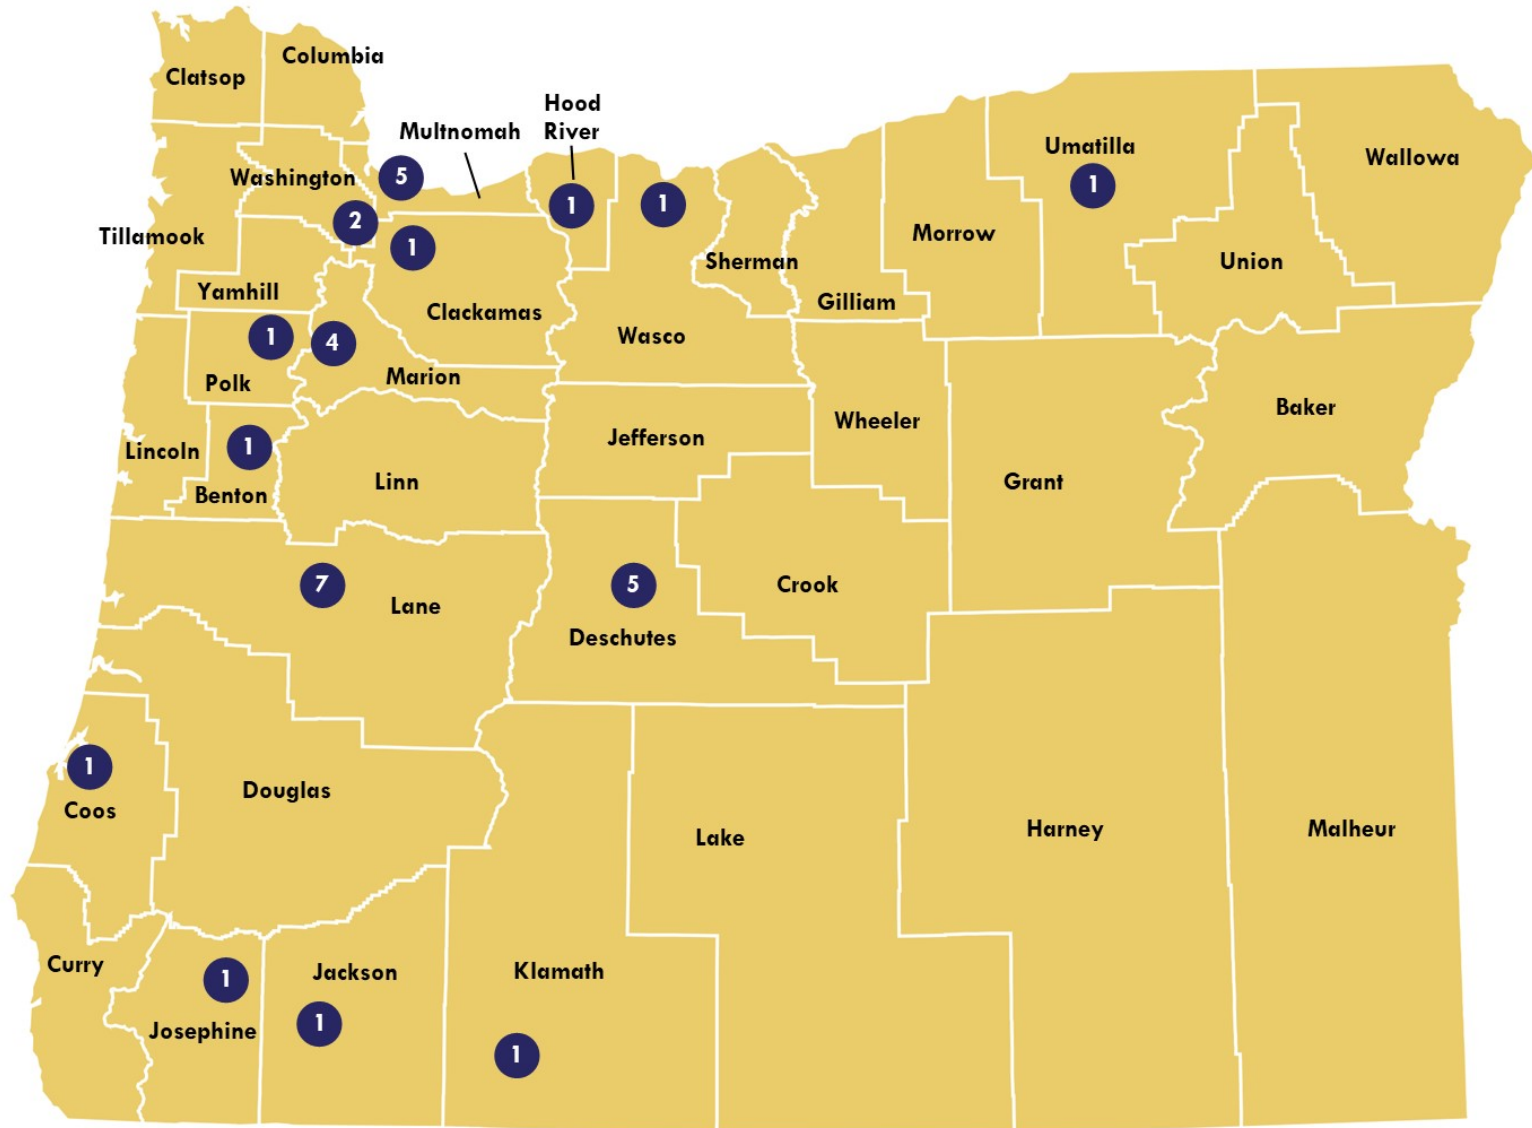 Columbia
Clatsop
Hood
River
Multnomah
Umatilla
Wallowa
Washington
5
1
1
1
2
Tillamook
1
Morrow
Sherman
Union
Yamhill
Gilliam
Clackamas
1
4
Wasco
Polk
Marion
Baker
Wheeler
Jefferson
Lincoln
1
Linn
Grant
Benton
7
5
Crook
Lane
Deschutes
1
Coos
Douglas
Lake
Harney
Malheur
Curry
1
Jackson
Klamath
Josephine
1
1